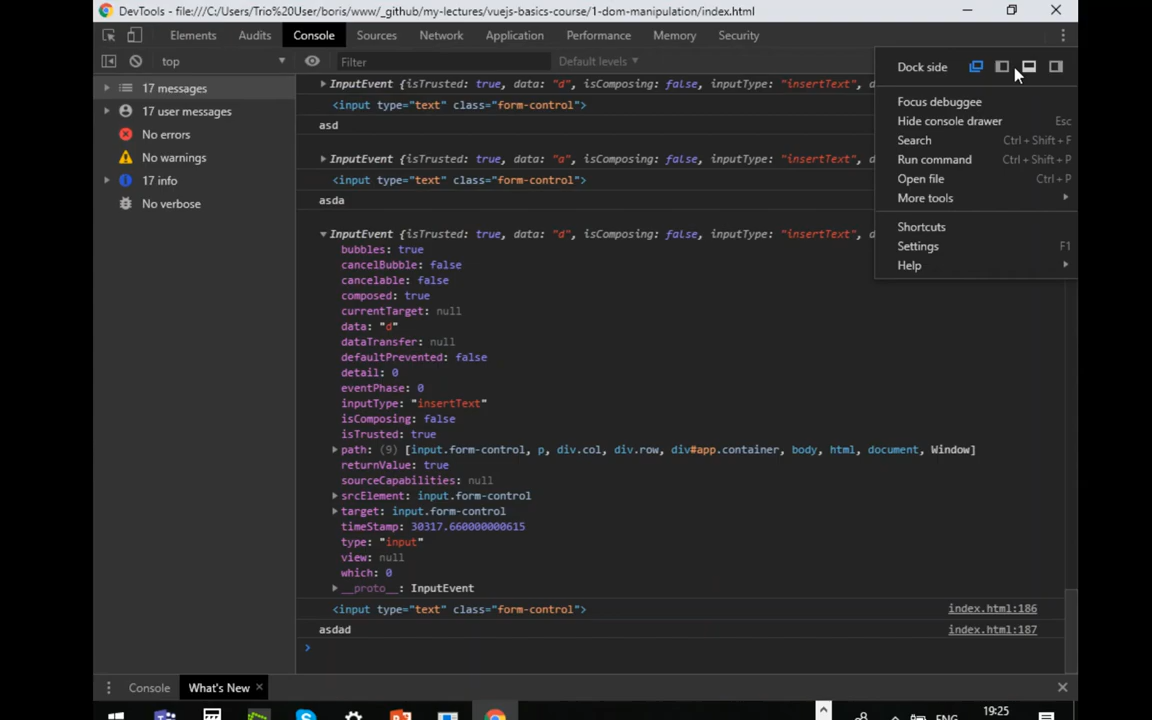 DevTools - file:///C:/Users/Trio%20User/boris/www/_github/my-lectures/vuejs-basics-course/1-dom-manipulation/index.html
Elements Audits Console Sources Network Application Performance Memory Security
top Filter Default levels
Dock side
Focus debuggee
Hide console drawer Esc
Search Ctrl + Shift + F
Run command Ctrl + Shift + P
Open file Ctrl + P
More tools
Shortcuts
Settings F1
Help
17 messages
17 user messages
No errors
No warnings
17 info
No verbose
InputEvent {isTrusted: true, data: "d", isComposing: false, inputType: "insertText", d
<input type="text" class="form-control">
asd
InputEvent {isTrusted: true, data: "a", isComposing: false, inputType: "insertText", d
<input type="text" class="form-control">
asda
InputEvent {isTrusted: true, data: "d", isComposing: false, inputType: "insertText", d
bubbles: true
cancelBubble: false
cancelable: false
composed: true
currentTarget: null
data: "d"
dataTransfer: null
defaultPrevented: false
detail: 0
eventPhase: 0
inputType: "insertText"
isComposing: false
isTrusted: true
path: (9) [input.form-control, p, div.col, div.row, div#app.container, body, html, document, Window]
returnValue: true
sourceCapabilities: null
srcElement: input.form-control
target: input.form-control
timeStamp: 30317.660000000615
type: "input"
view: null
which: 0
__proto__: InputEvent
<input type="text" class="form-control"> index.html:186
asdad index.html:187
Console What's New
ENG 19:25